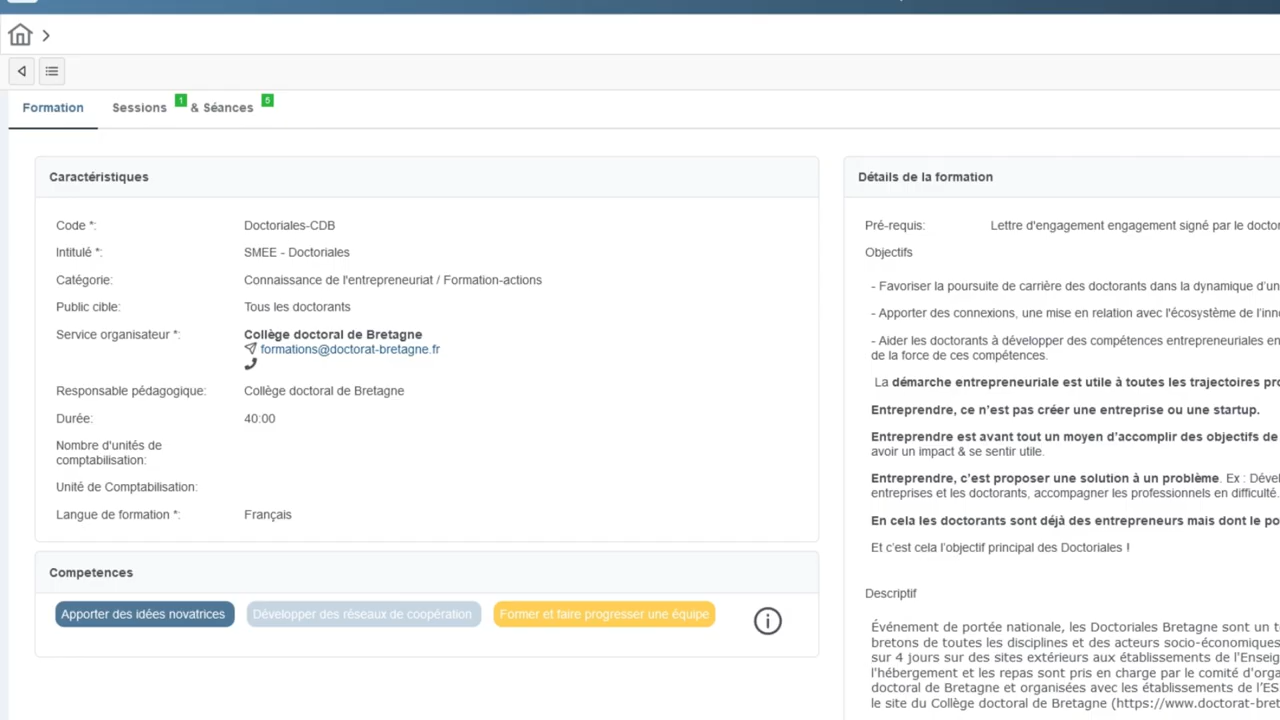 Formation Sessions 1 & Séances 5
Caractéristiques
Code *: Doctoriales-CDB
Intitulé *: SMEE - Doctoriales
Catégorie: Connaissance de l'entrepreneuriat / Formation-actions
Public cible: Tous les doctorants
Service organisateur *: Collège doctoral de Bretagne
formations@doctorat-bretagne.fr
Responsable pédagogique: Collège doctoral de Bretagne
Durée: 40:00
Nombre d'unités de
comptabilisation:
Unité de Comptabilisation:
Langue de formation *: Français
Competences
Apporter des idées novatrices Développer des réseaux de coopération Former et faire progresser une équipe
Détails de la formation
Pré-requis: Lettre d'engagement engagement signé par le
Objectifs
- Favoriser la poursuite de carrière des doctorants dans la dynamique
- Apporter des connexions, une mise en relation avec l'écosystème de
- Aider les doctorants à développer des compétences entrepreneuriales en
de la force de ces compétences.
La démarche entrepreneuriale est utile à toutes les trajectoires
Entreprendre, ce n'est pas créer une entreprise ou une startup.
Entreprendre est avant tout un moyen d'accomplir des objectifs de
avoir un impact & se sentir utile.
Entreprendre, c'est proposer une solution à un problème. Ex :
entreprises et les doctorants, accompagner les professionnels en difficulté.
En cela les doctorants sont déjà des entrepreneurs mais dont le
Et c'est cela l'objectif principal des Doctoriales !
Descriptif
Événement de portée nationale, les Doctoriales Bretagne sont un
bretons de toutes les disciplines et des acteurs socio-économiques
sur 4 jours sur des sites extérieurs aux établissements de
l'hébergement et les repas sont pris en charge par le comité
doctoral de Bretagne et organisées avec les établissements de
le site du Collège doctoral de Bretagne (https://www.doctorat-bret